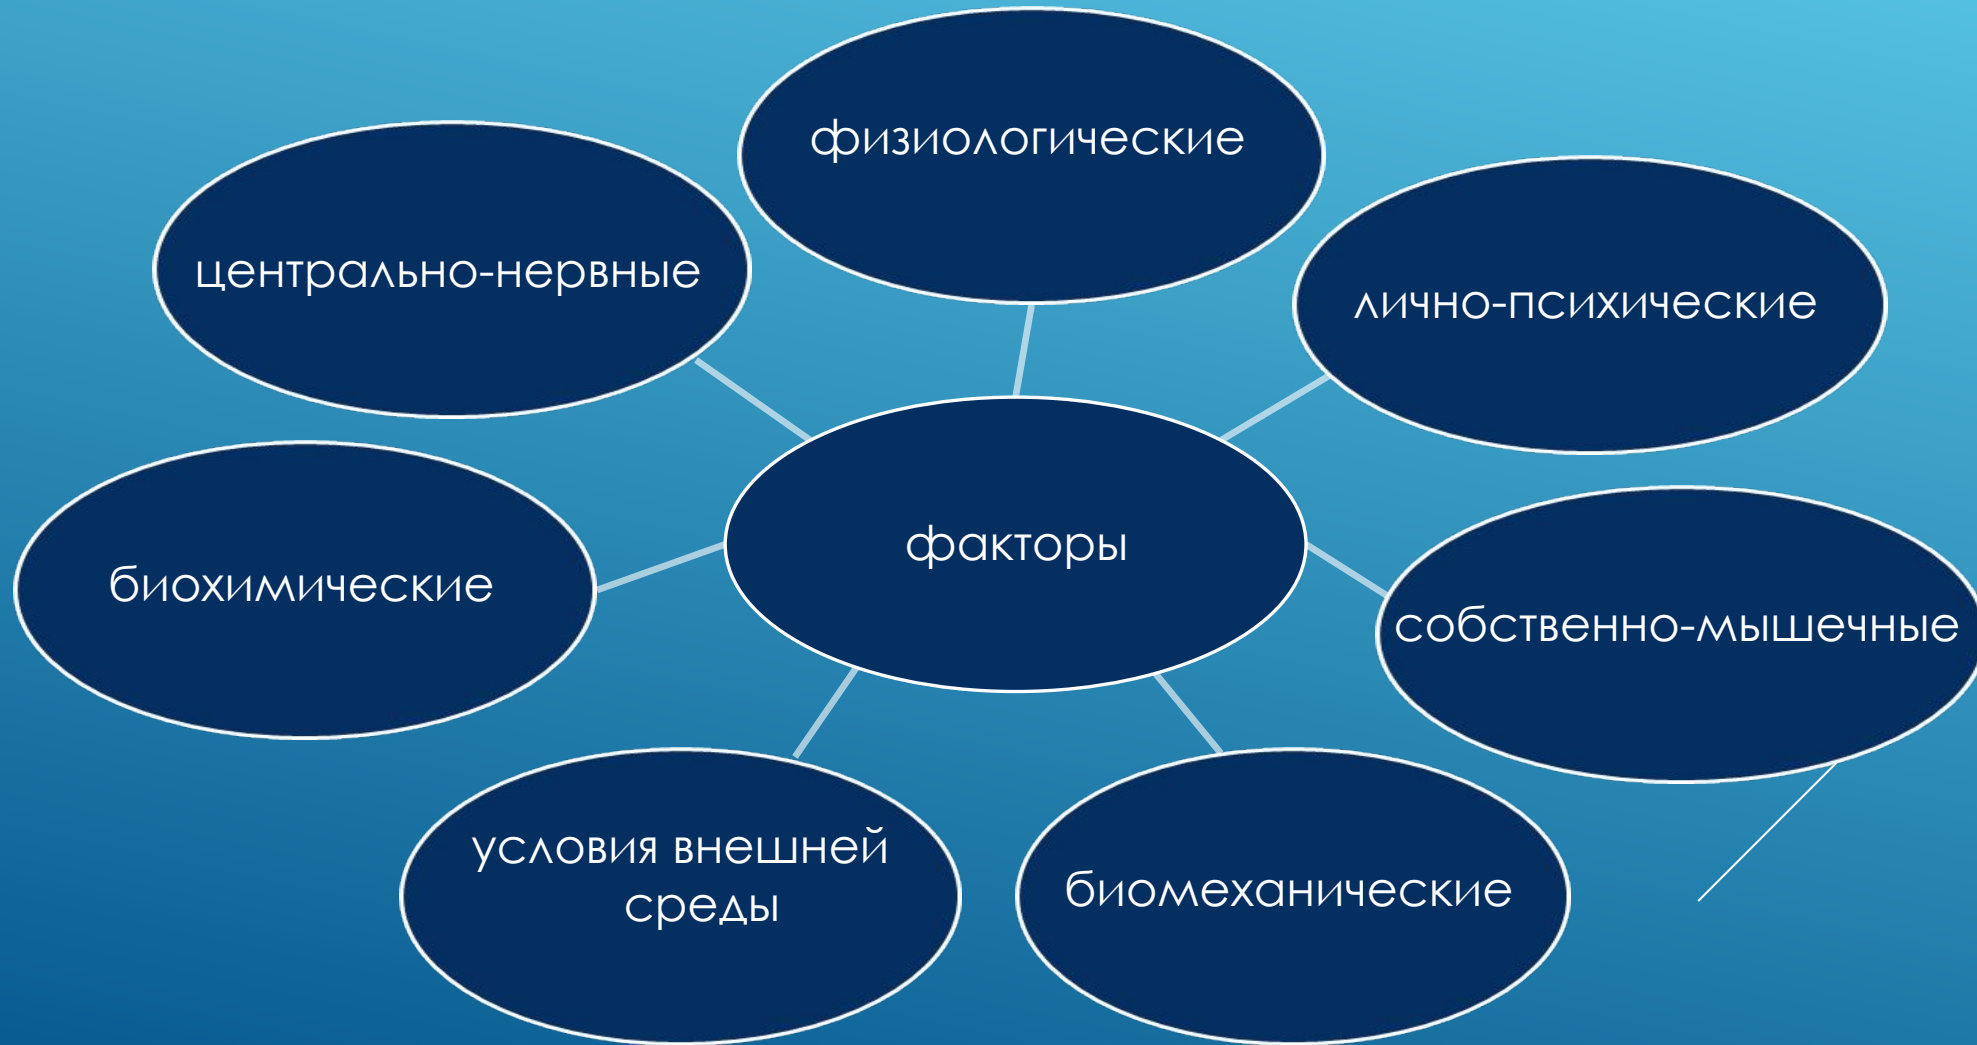 физиологические
центрально-нервные
лично-психические
факторы
биохимические
собственно-мышечные
условия внешней
среды
биомеханические